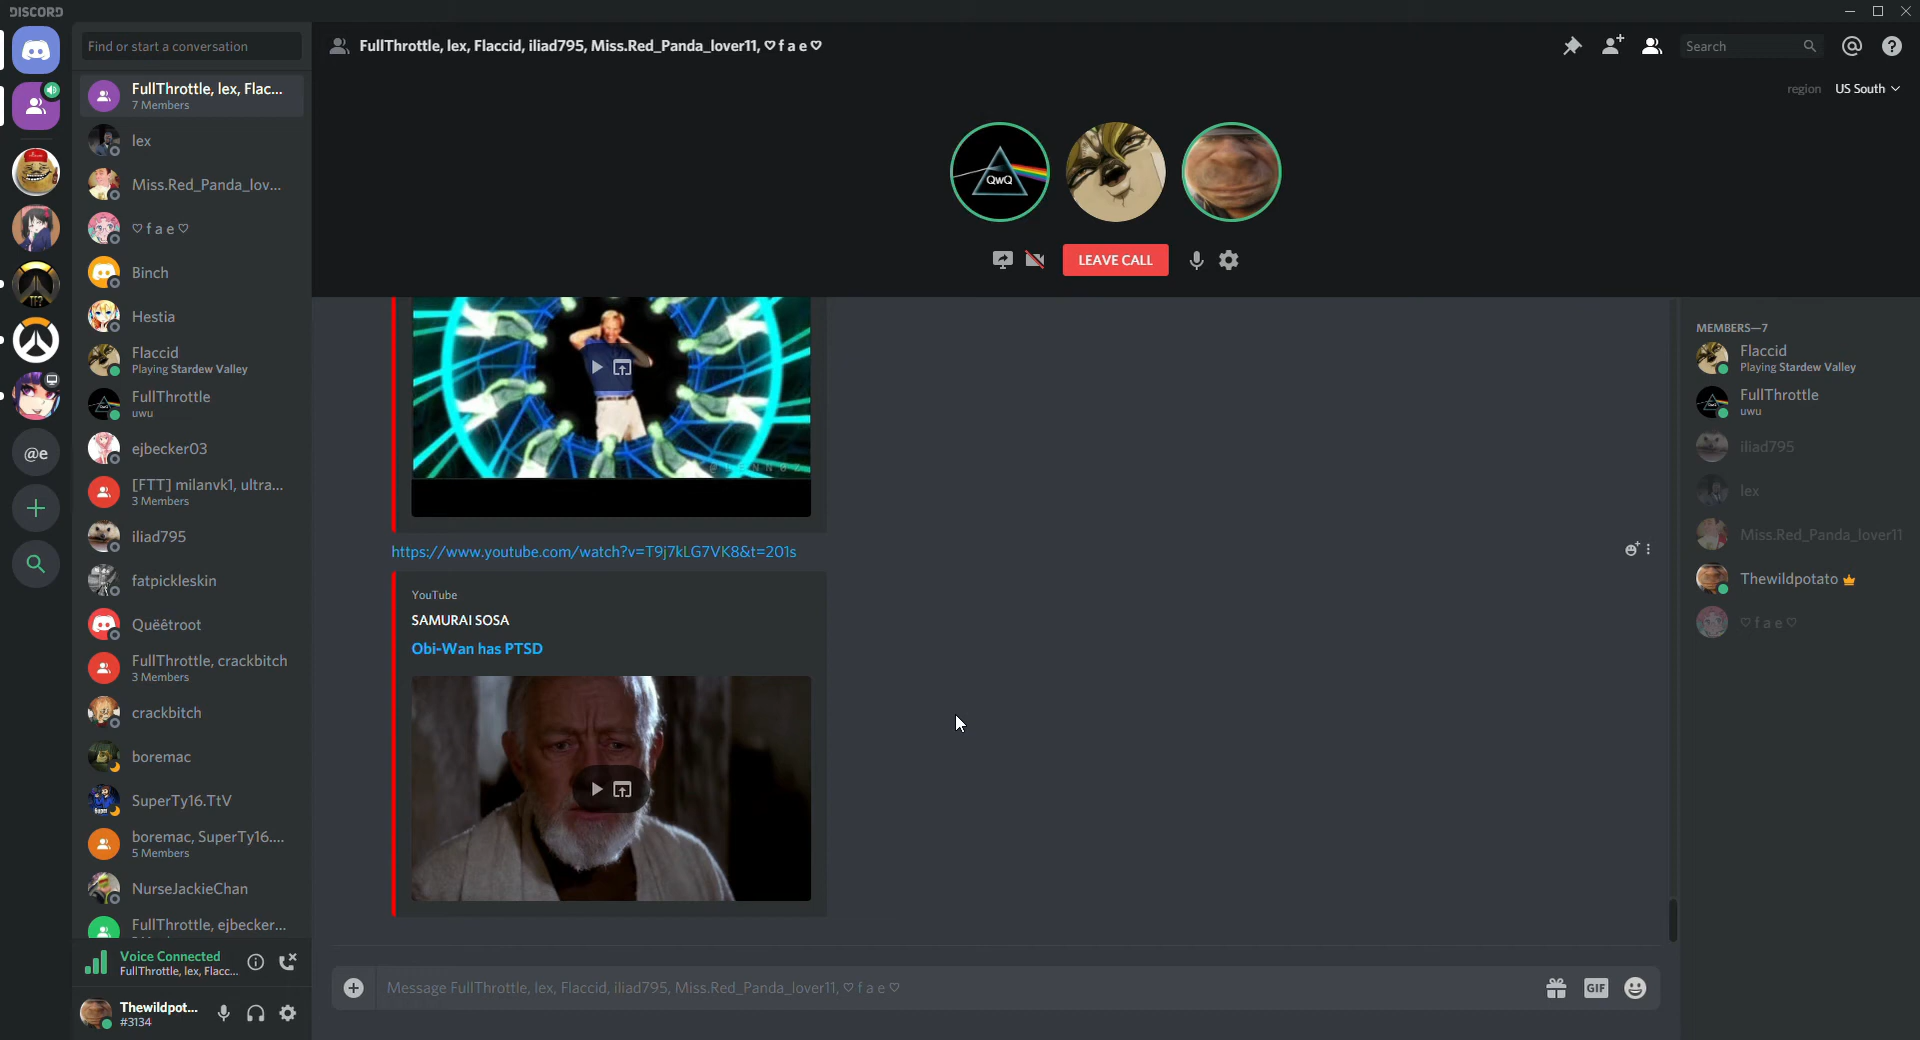 DISCORD
Find or start a conversation
FullThrottle, lex, Flaccid, iliad795, Miss.Red_Panda_lover11, ♡ f a e ♡
Search
region US South
FullThrottle, lex, Flac...
7 Members
lex
Miss.Red_Panda_lov...
♡ f a e ♡
Binch
Hestia
Flaccid
Playing Stardew Valley
FullThrottle
uwu
ejbecker03
[FTT] milanvk1, ultra...
3 Members
iliad795
fatpickleskin
Quëêtroot
FullThrottle, crackbitch
3 Members
crackbitch
boremac
SuperTy16.TtV
boremac, SuperTy16....
5 Members
NurseJackieChan
FullThrottle, ejbecker...
Voice Connected
FullThrottle, lex, Flacc...
Thewildpot...
#3134
TF?
@e
QwQ
LEAVE CALL
https://www.youtube.com/watch?v=T9j7kLG7VK8&t=201s
YouTube
SAMURAI SOSA
Obi-Wan has PTSD
Message FullThrottle, lex, Flaccid, iliad795, Miss.Red_Panda_lover11, ♡ f a e ♡
GIF
MEMBERS—7
Flaccid
Playing Stardew Valley
FullThrottle
uwu
iliad795
lex
Miss.Red_Panda_lover11
Thewildpotato
♡ f a e ♡